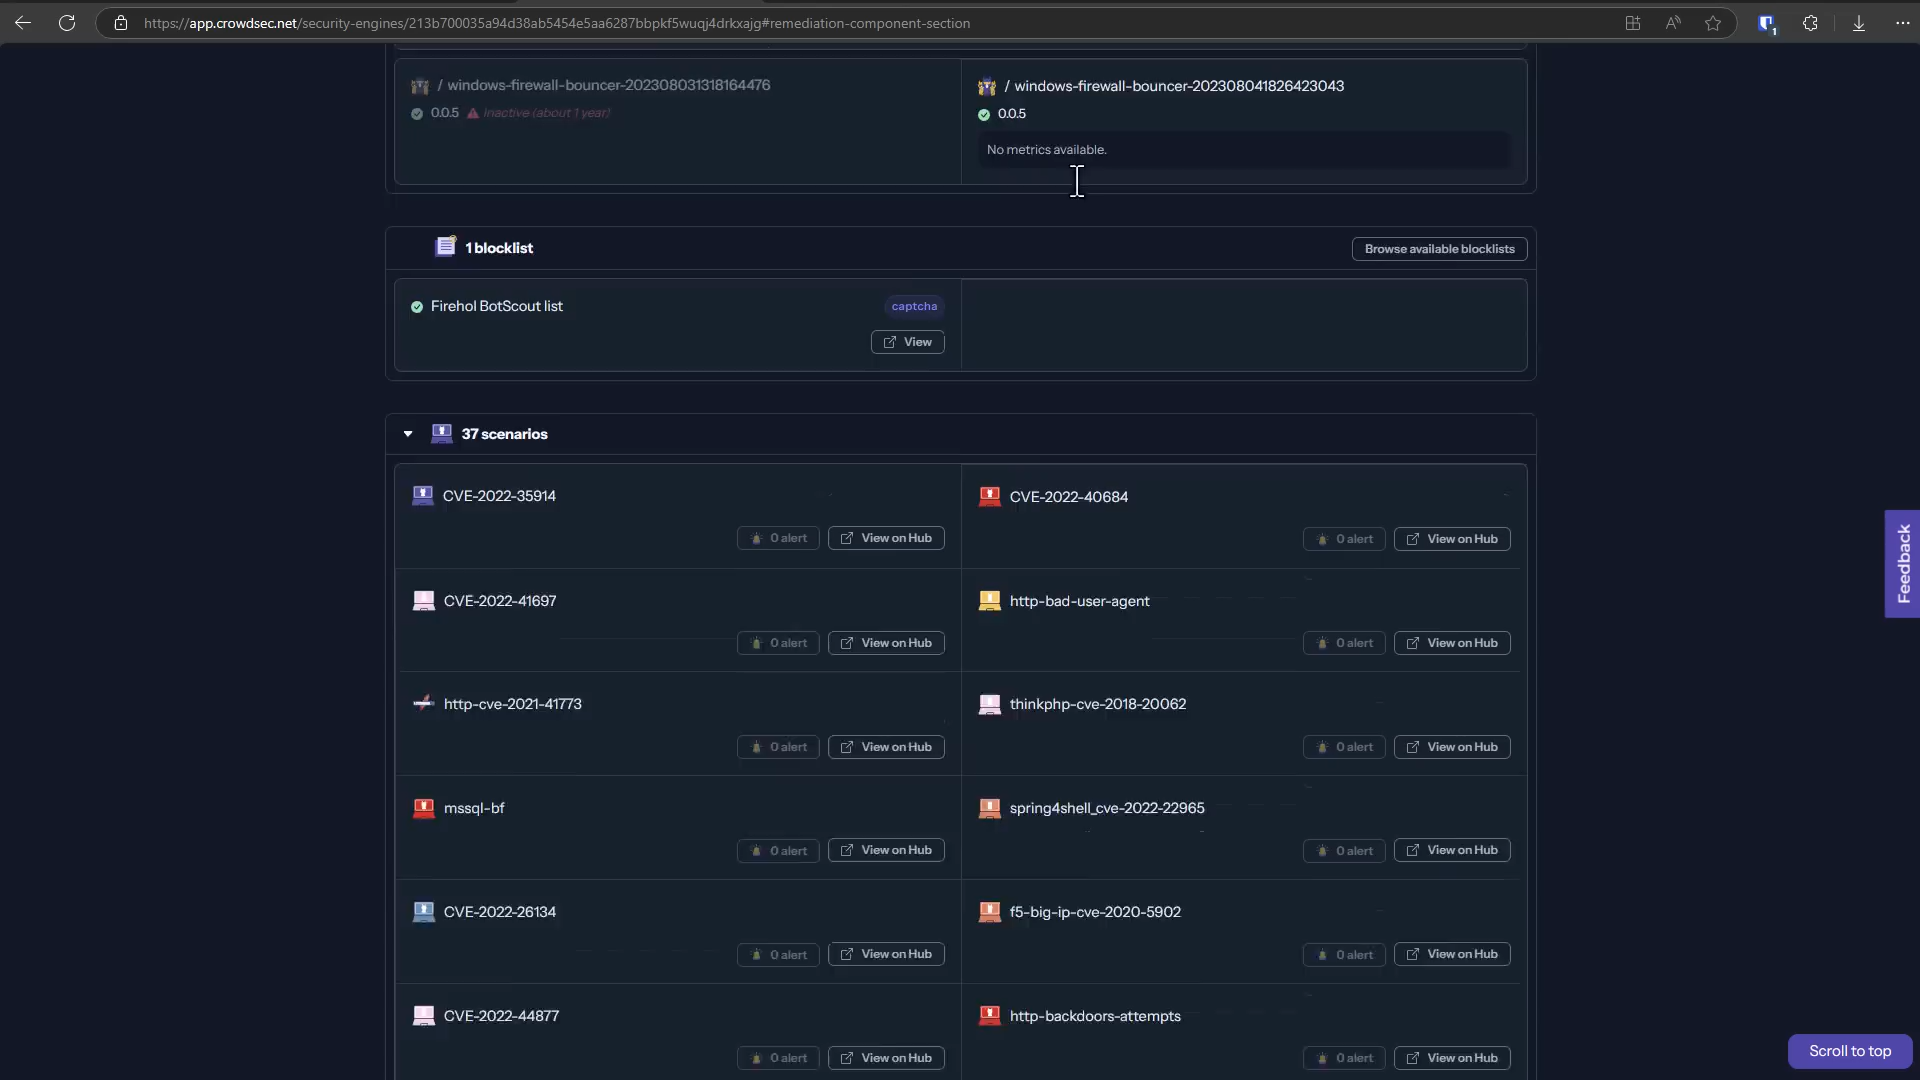 https://app.crowdsec.net/security-engines/213b700035a94d38ab5454e5aa6287bbpkf5wuqj4drkxajg#remediation-component-section
1
/ windows-firewall-bouncer-202308031318164476
0.0.5 Inactive (about 1 year)
/ windows-firewall-bouncer-202308041826423043
0.0.5
No metrics available.
1 blocklist
Browse available blocklists
Firehol BotScout list
captcha
View
37 scenarios
CVE-2022-35914
0 alert
View on Hub
CVE-2022-40684
0 alert
View on Hub
CVE-2022-41697
0 alert
View on Hub
http-bad-user-agent
0 alert
View on Hub
http-cve-2021-41773
0 alert
View on Hub
thinkphp-cve-2018-20062
0 alert
View on Hub
mssql-bf
0 alert
View on Hub
spring4shell_cve-2022-22965
0 alert
View on Hub
CVE-2022-26134
0 alert
View on Hub
f5-big-ip-cve-2020-5902
0 alert
View on Hub
CVE-2022-44877
0 alert
View on Hub
http-backdoors-attempts
0 alert
View on Hub
Feedback
Scroll to top